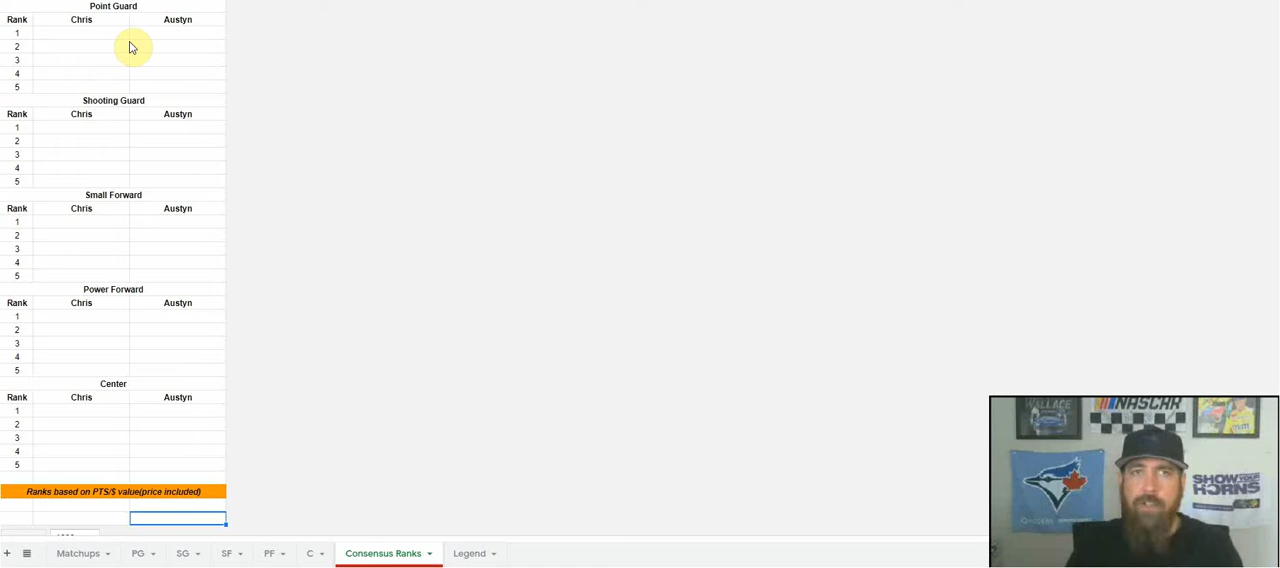 Point Guard
Rank Chris Austyn
1
2
3
4
5
Shooting Guard
Rank Chris Austyn
1
2
3
4
5
Small Forward
Rank Chris Austyn
1
2
3
4
5
Power Forward
Rank Chris Austyn
1
2
3
4
5
Center
Rank Chris Austyn
1
2
3
4
5
Ranks based on PTS/$ value(price included)
+ Matchups PG SG SF PF C Consensus Ranks Legend
WALLACE
NASCAR
SHOW YOUR
HORNS